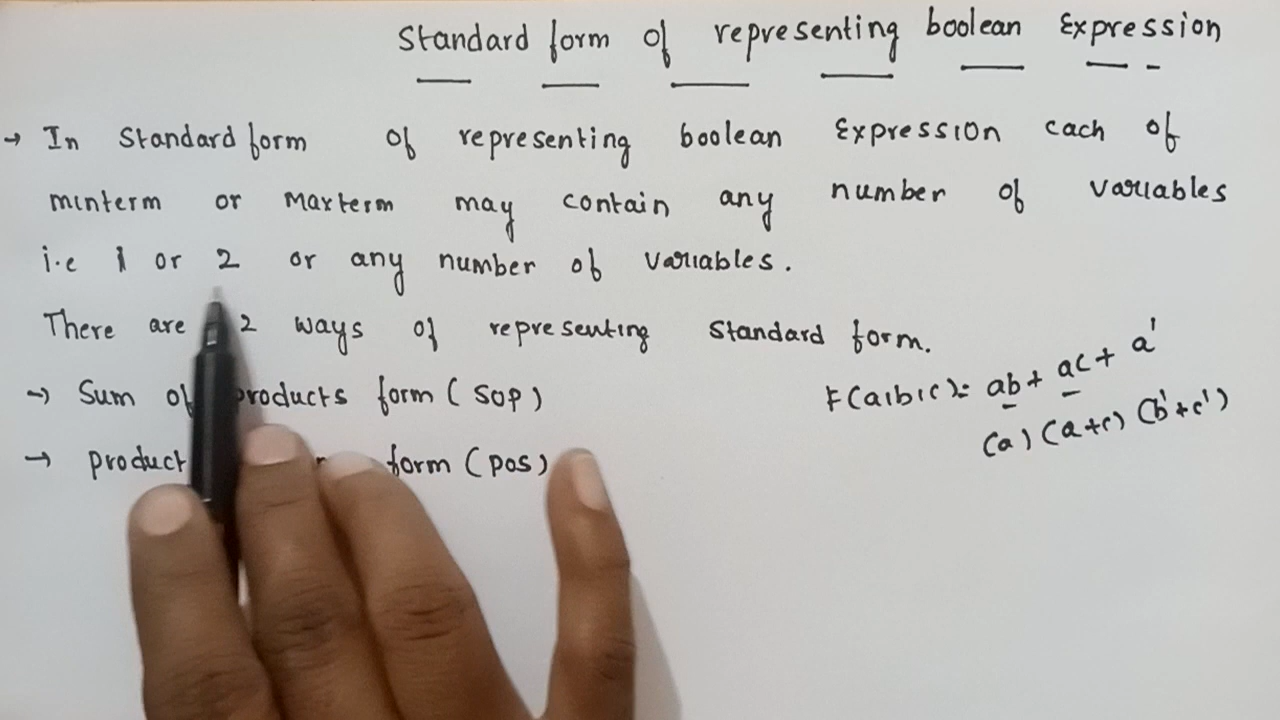 Standard form of representing boolean Expression
→ In Standard form of representing boolean Expression each of
minterm or Maxterm may contain any number of variables
i.e 1 or 2 or any number of variables.
There are 2 ways of representing Standard form.
→ Sum of products form (SOP)
→ product form (pos)
F(a,b,c)= ab + ac + a'
(a) (a+c) (b'+c')